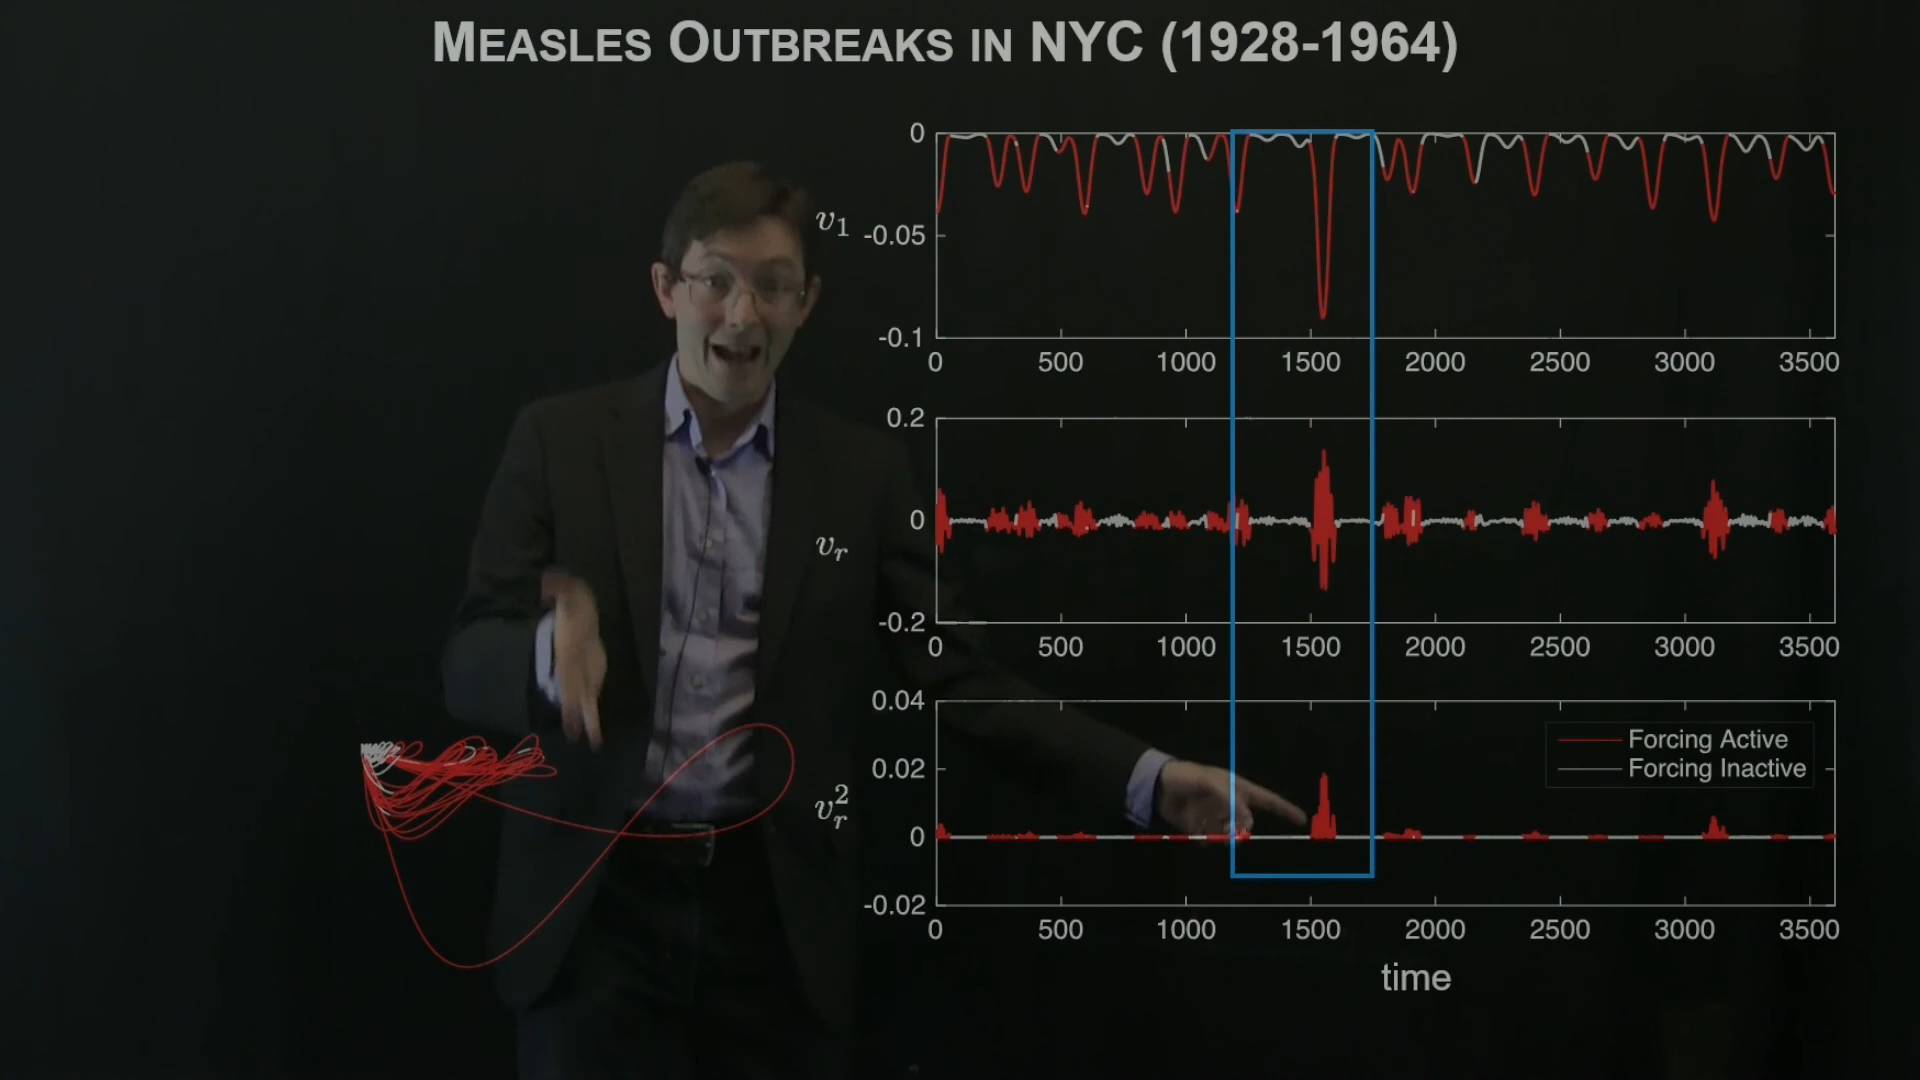 MEASLES OUTBREAKS IN NYC (1928-1964)
0
v1 -0.05
-0.1
0 500 1000 1500 2000 2500 3000 3500
0.2
0
vr
-0.2
0 500 1000 1500 2000 2500 3000 3500
0.04
Forcing Active
0.02 Forcing Inactive
vr2
0
-0.02
0 500 1000 1500 2000 2500 3000 3500
time